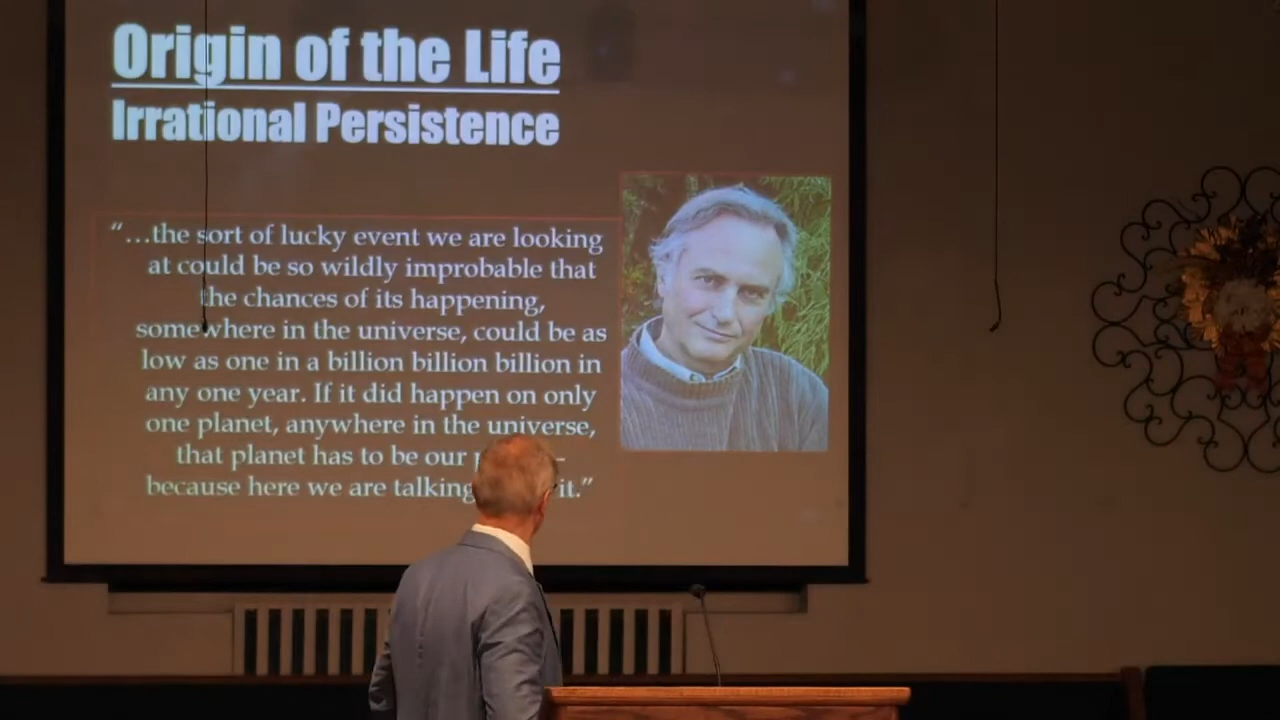 Origin of the Life
Irrational Persistence
“…the sort of lucky event we are looking
at could be so wildly improbable that
the chances of its happening,
somewhere in the universe, could be as
low as one in a billion billion billion in
any one year. If it did happen on only
one planet, anywhere in the universe,
that planet has to be our –
because here we are talking it.”